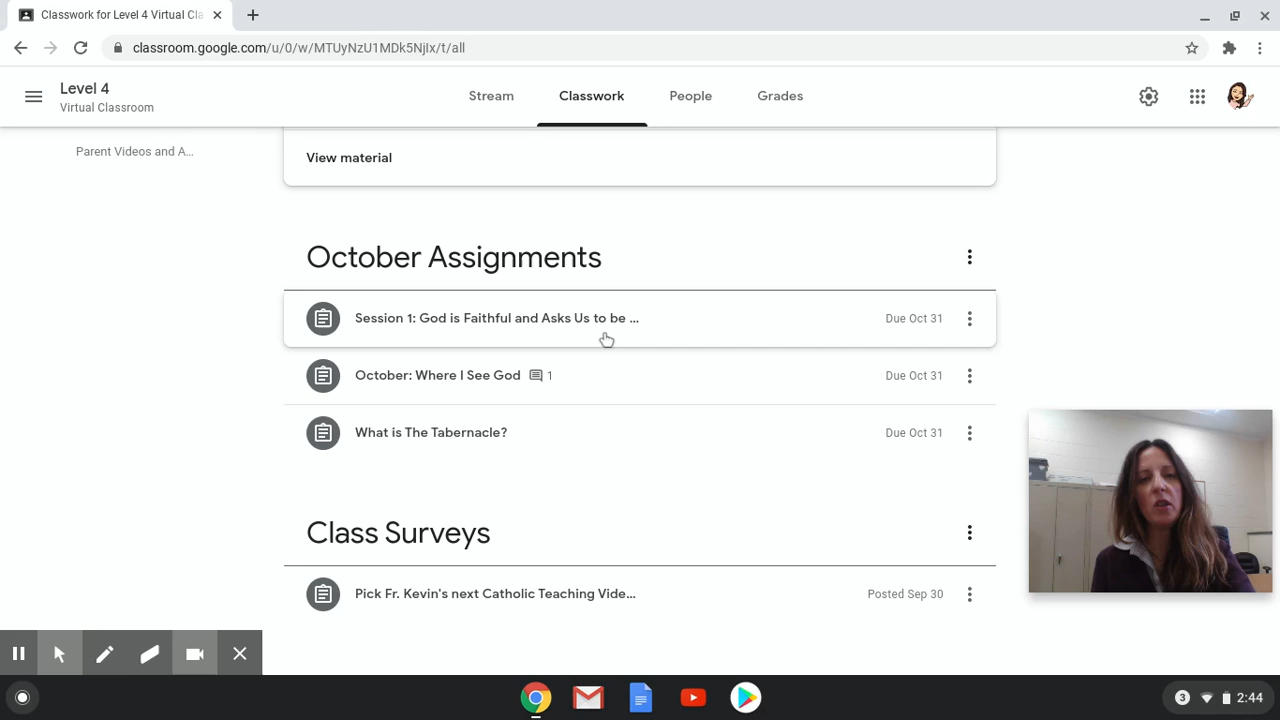 Classwork for Level 4 Virtual Cla
classroom.google.com/u/0/w/MTUyNzU1MDk5NjIx/t/all
Level 4
Virtual Classroom
Stream
Classwork
People
Grades
Parent Videos and A...
View material
October Assignments
Session 1: God is Faithful and Asks Us to be ...
Due Oct 31
October: Where I See God
1
Due Oct 31
What is The Tabernacle?
Due Oct 31
Class Surveys
Pick Fr. Kevin's next Catholic Teaching Vide...
Posted Sep 30
3
2:44